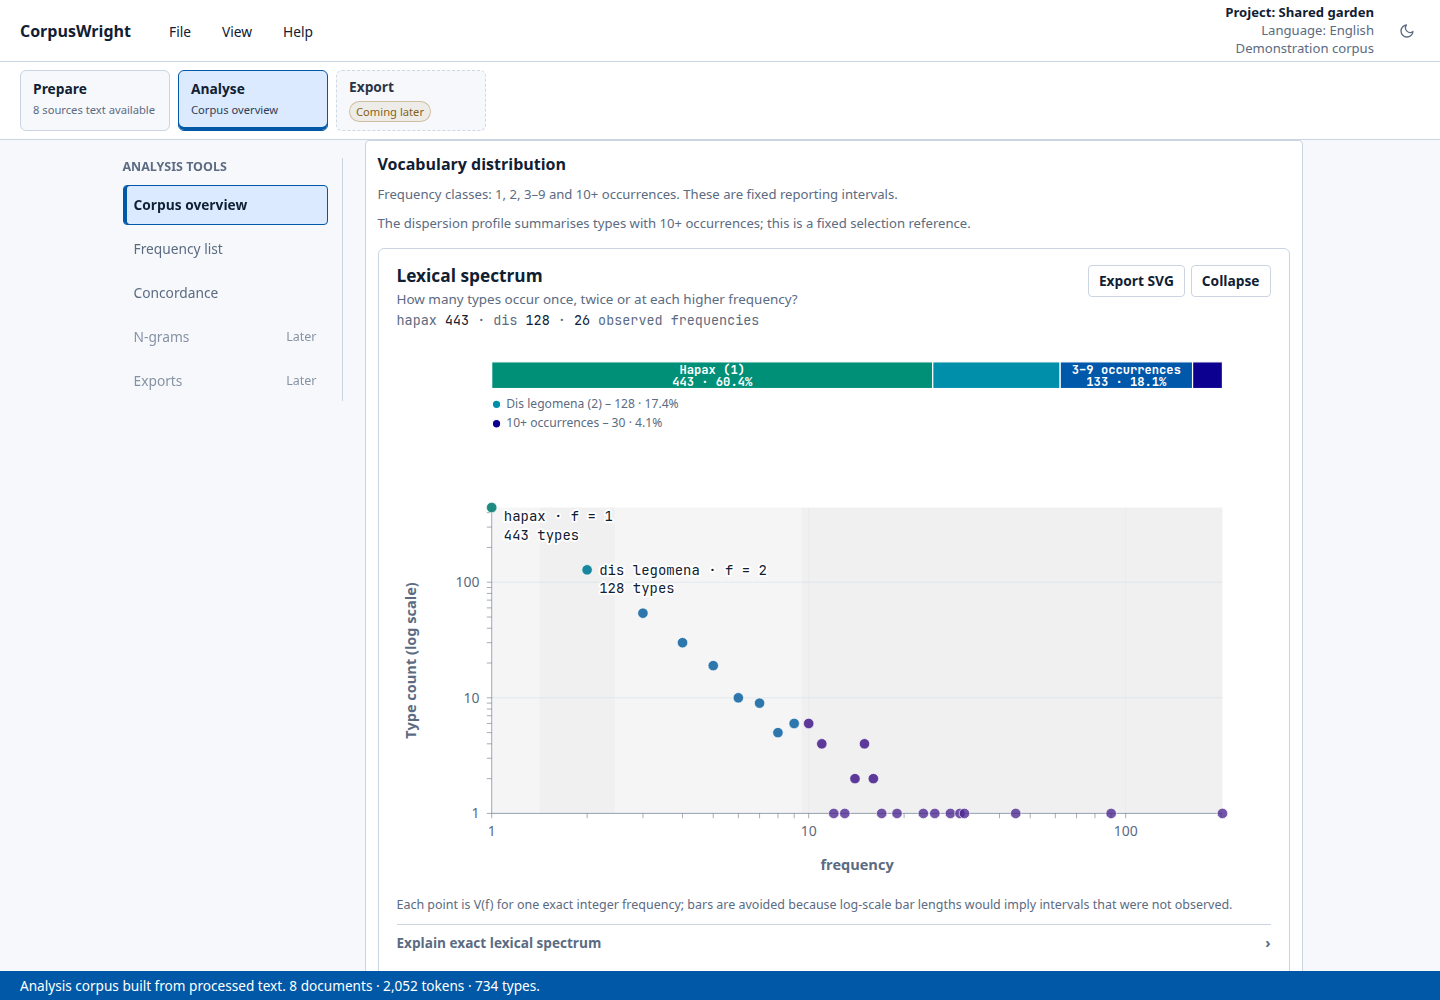 CorpusWright
File
View
Help
Project: Shared garden
Language: English
Demonstration corpus
Prepare
8 sources text available
Analyse
Corpus overview
Export
Coming later
ANALYSIS TOOLS
Corpus overview
Frequency list
Concordance
N-grams Later
Exports Later
Vocabulary distribution
Frequency classes: 1, 2, 3–9 and 10+ occurrences. These are fixed reporting intervals.
The dispersion profile summarises types with 10+ occurrences; this is a fixed selection reference.
Lexical spectrum
Export SVG
Collapse
How many types occur once, twice or at each higher frequency?
hapax 443 · dis 128 · 26 observed frequencies
Hapax (1)
443 · 60.4%
3–9 occurrences
133 · 18.1%
Dis legomena (2) – 128 · 17.4%
10+ occurrences – 30 · 4.1%
hapax · f = 1
443 types
dis legomena · f = 2
128 types
Type count (log scale)
100
10
1
1
10
100
frequency
Each point is V(f) for one exact integer frequency; bars are avoided because log-scale bar lengths would imply intervals that were not observed.
Explain exact lexical spectrum ›
Analysis corpus built from processed text. 8 documents · 2,052 tokens · 734 types.